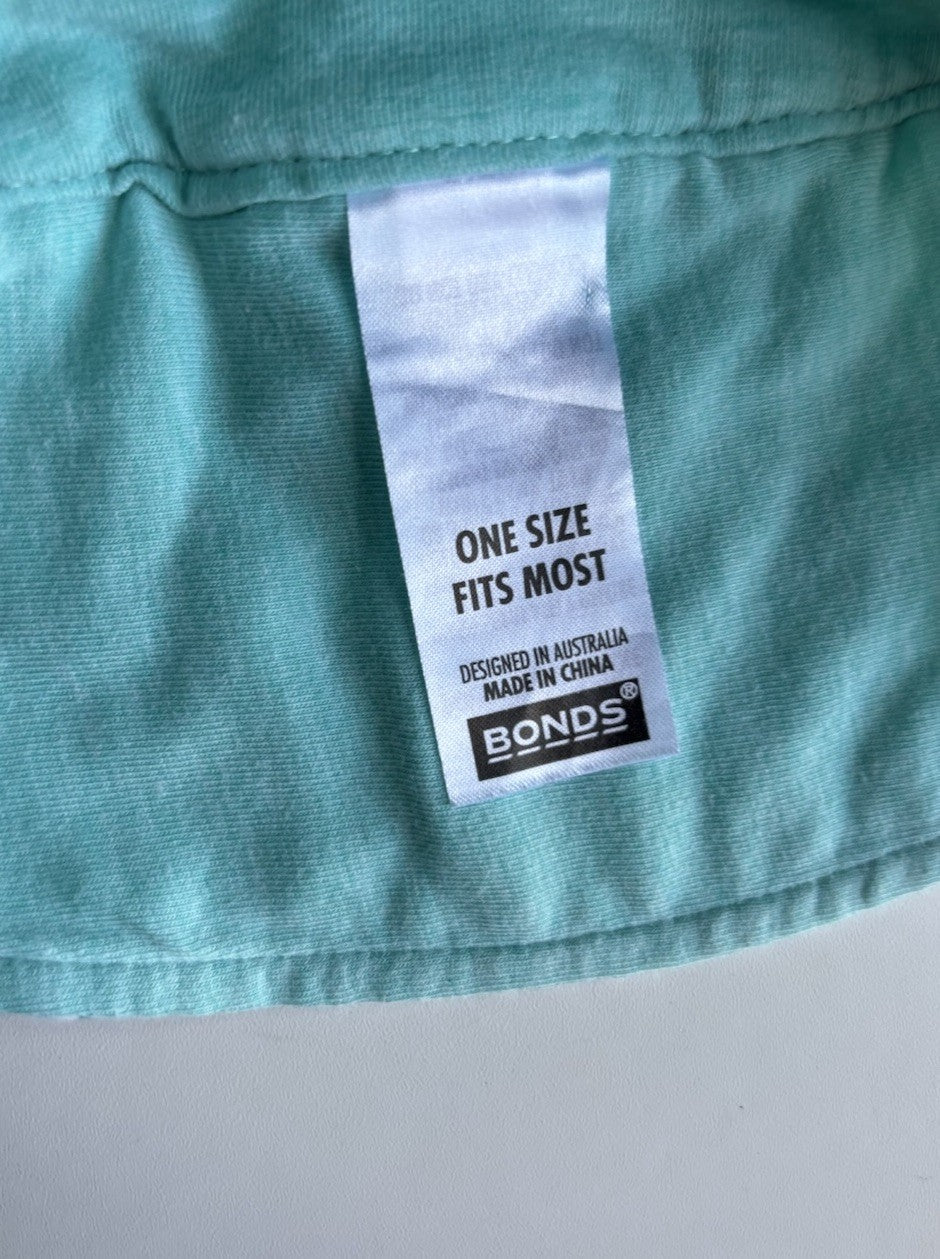 ONE SIZE
FITS MOST
DESIGNED IN AUSTRALIA
MADE IN CHINA
BONDS®